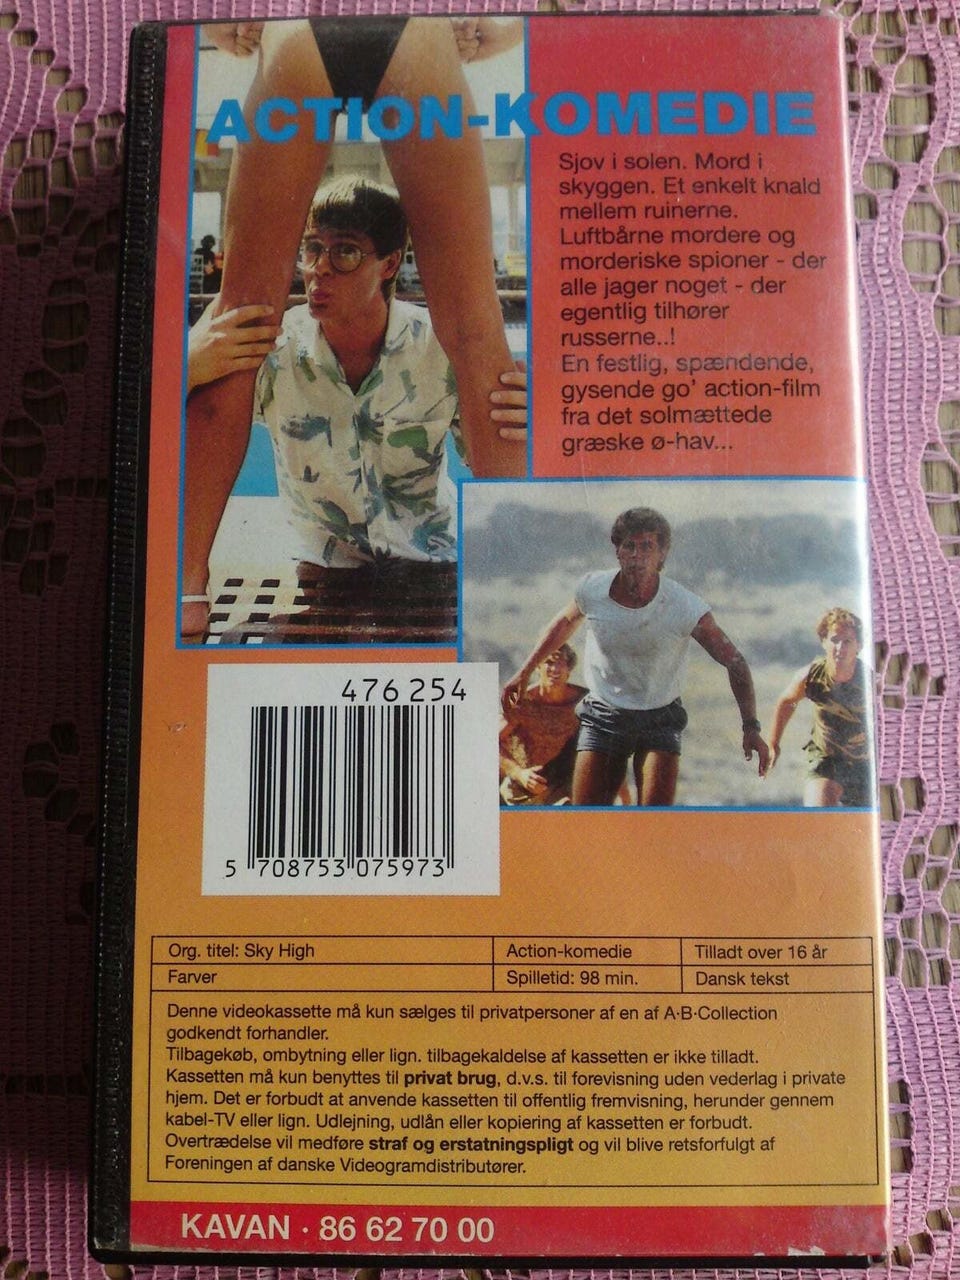 ACTION-KOMEDIE
Sjov i solen. Mord i
skyggen. Et enkelt knald
mellem ruinerne.
Luftbårne mordere og
morderiske spioner - der
alle jager noget - der
egentlig tilhører
russerne..!
En festlig, spændende,
gysende go' action-film
fra det solmættede
græske ø-hav...
476 254
5 708753 075973
Org. titel: Sky High
Action-komedie
Tilladt over 16 år
Farver
Spilletid: 98 min.
Dansk tekst
Denne videokassette må kun sælges til privatpersoner af en af A·B·Collection
godkendt forhandler.
Tilbagekøb, ombytning eller lign. tilbagekaldelse af kassetten er ikke tilladt.
Kassetten må kun benyttes til privat brug, d.v.s. til forevisning uden vederlag i private
hjem. Det er forbudt at anvende kassetten til offentlig fremvisning, herunder gennem
kabel-TV eller lign. Udlejning, udlån eller kopiering af kassetten er forbudt.
Overtrædelse vil medføre straf og erstatningspligt og vil blive retsforfulgt af
Foreningen af danske Videogramdistributører.
KAVAN · 86 62 70 00